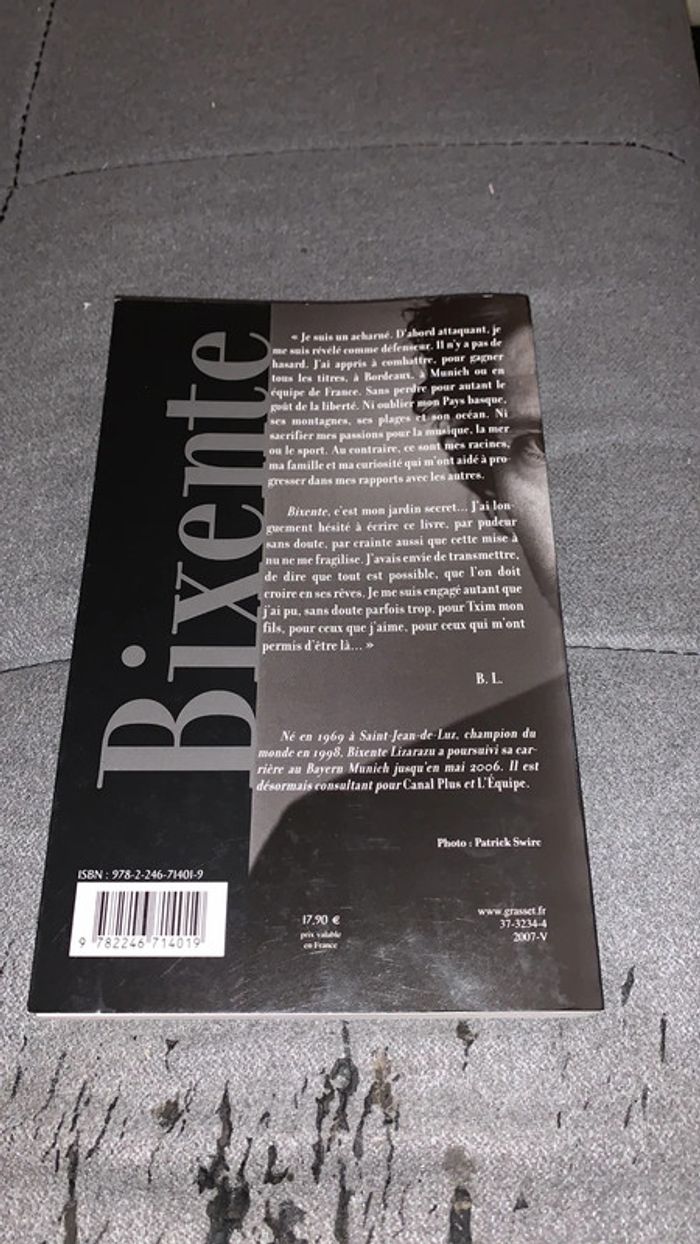 Bixente
« Je suis un acharné. D'abord attaquant, je
me suis révélé comme défenseur. Il n'y a pas de
hasard. J'ai appris à combattre, pour gagner
tous les titres, à Bordeaux, à Munich ou en
équipe de France. Sans perdre pour autant le
goût de la liberté. Ni oublier mon Pays basque,
ses montagnes, ses plages et son océan. Ni
sacrifier mes passions pour la musique, la mer
ou le sport. Au contraire, ce sont mes racines,
ma famille et ma curiosité qui m'ont aidé à pro-
gresser dans mes rapports avec les autres.
Bixente, c'est mon jardin secret... J'ai lon-
guement hésité à écrire ce livre, par pudeur
sans doute, par crainte aussi que cette mise à
nu ne me fragilise. J'avais envie de transmettre,
de dire que tout est possible, que l'on doit
croire en ses rêves. Je me suis engagé autant que
j'ai pu, sans doute parfois trop, pour Txim mon
fils, pour ceux que j'aime, pour ceux qui m'ont
permis d'être là... »
B. L.
Né en 1969 à Saint-Jean-de-Luz, champion du
monde en 1998, Bixente Lizarazu a poursuivi sa car-
rière au Bayern Munich jusqu'en mai 2006. Il est
désormais consultant pour Canal Plus et L'Équipe.
Photo : Patrick Swirc
ISBN : 978-2-246-71401-9
9 782246 714019
17,90 €
prix valable
en France
www.grasset.fr
37-3234-4
2007-V